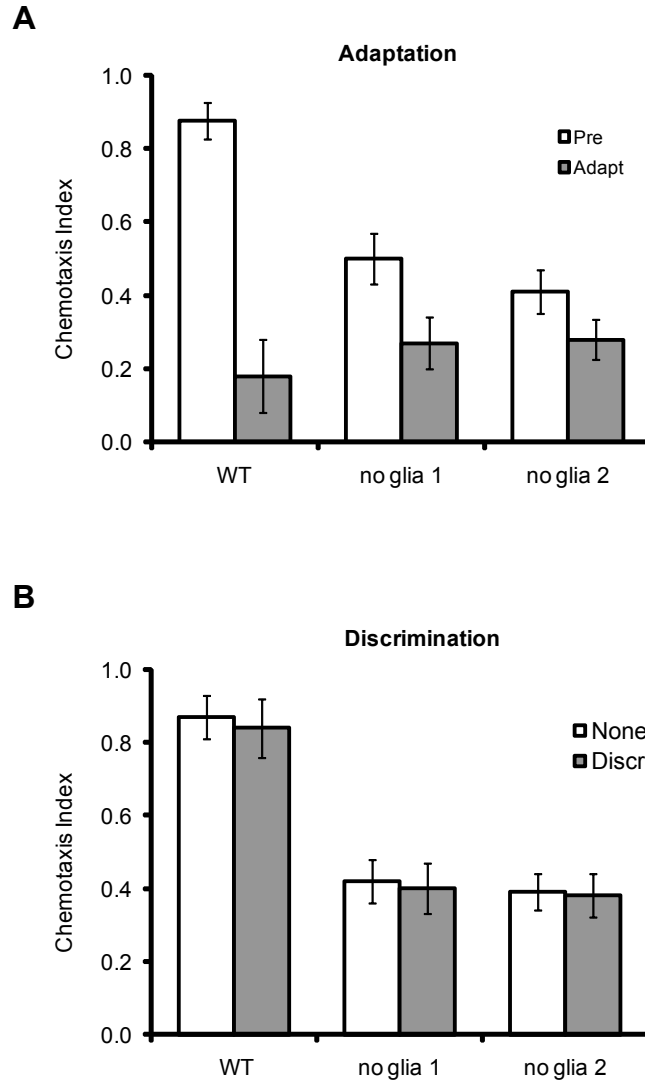 A
Adaptation
1.0
0.8
0.6
0.4
0.2
0.0
Chemotaxis Index
Pre
Adapt
WT
no glia 1
no glia 2
B
Discrimination
1.0
0.8
0.6
0.4
0.2
0.0
Chemotaxis Index
None
Discr
WT
no glia 1
no glia 2